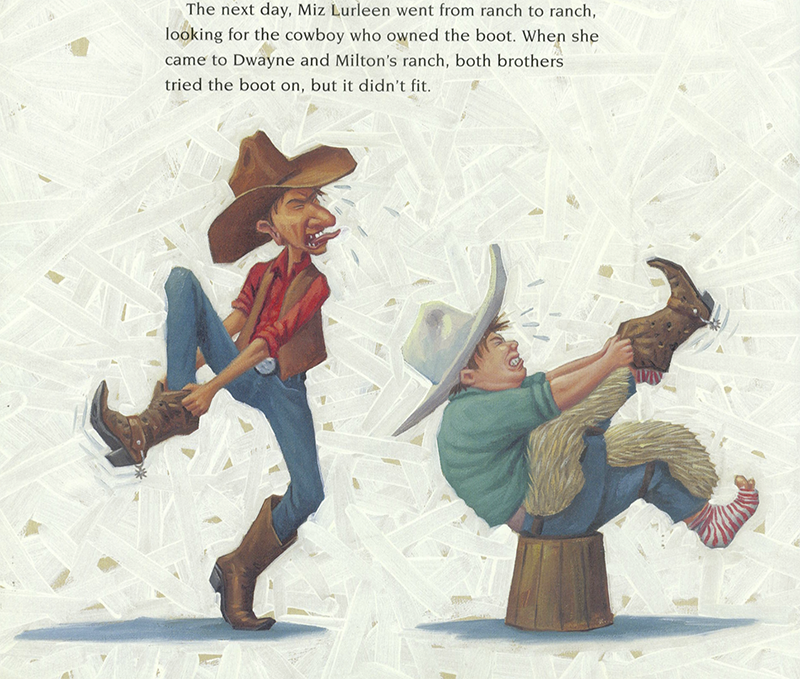 The next day, Miz Lurleen went from ranch to ranch,
looking for the cowboy who owned the boot. When she
came to Dwayne and Milton's ranch, both brothers
tried the boot on, but it didn't fit.